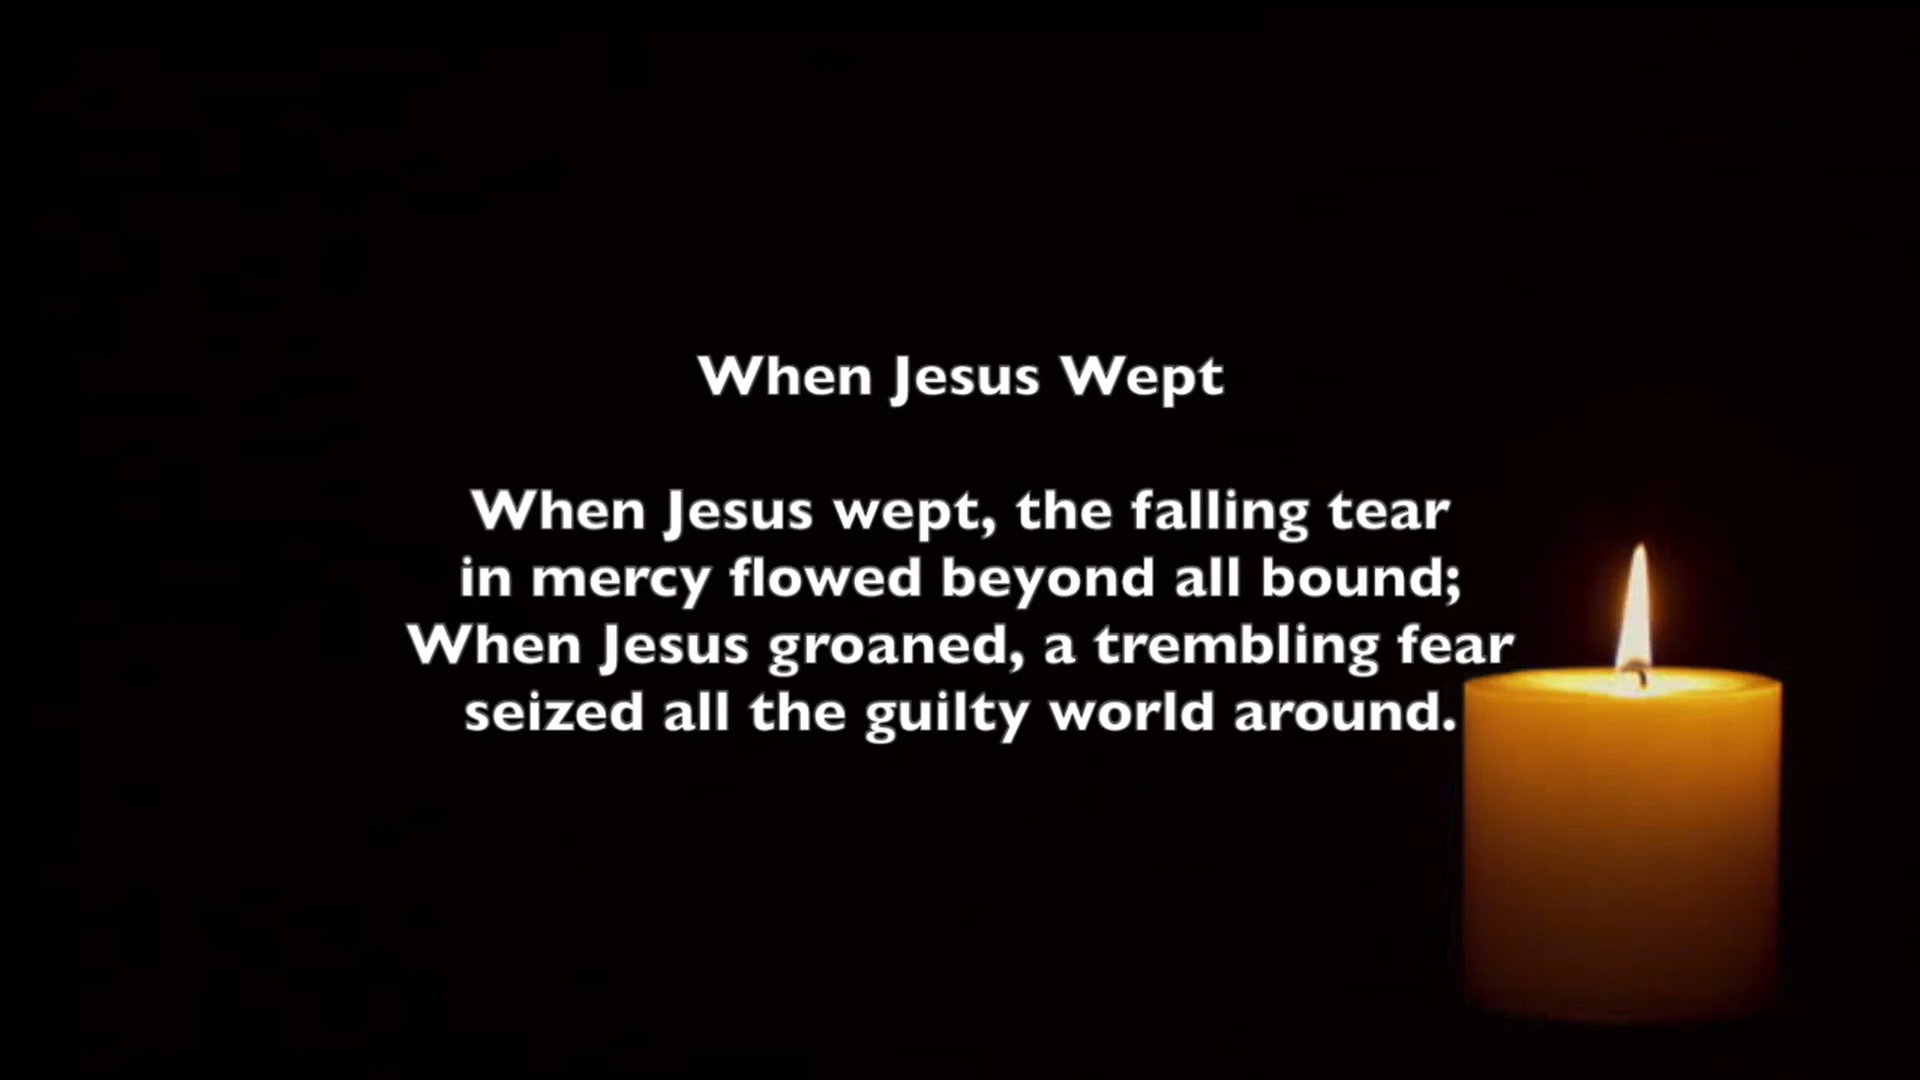 When Jesus Wept
When Jesus wept, the falling tear
in mercy flowed beyond all bound;
When Jesus groaned, a trembling fear
seized all the guilty world around.